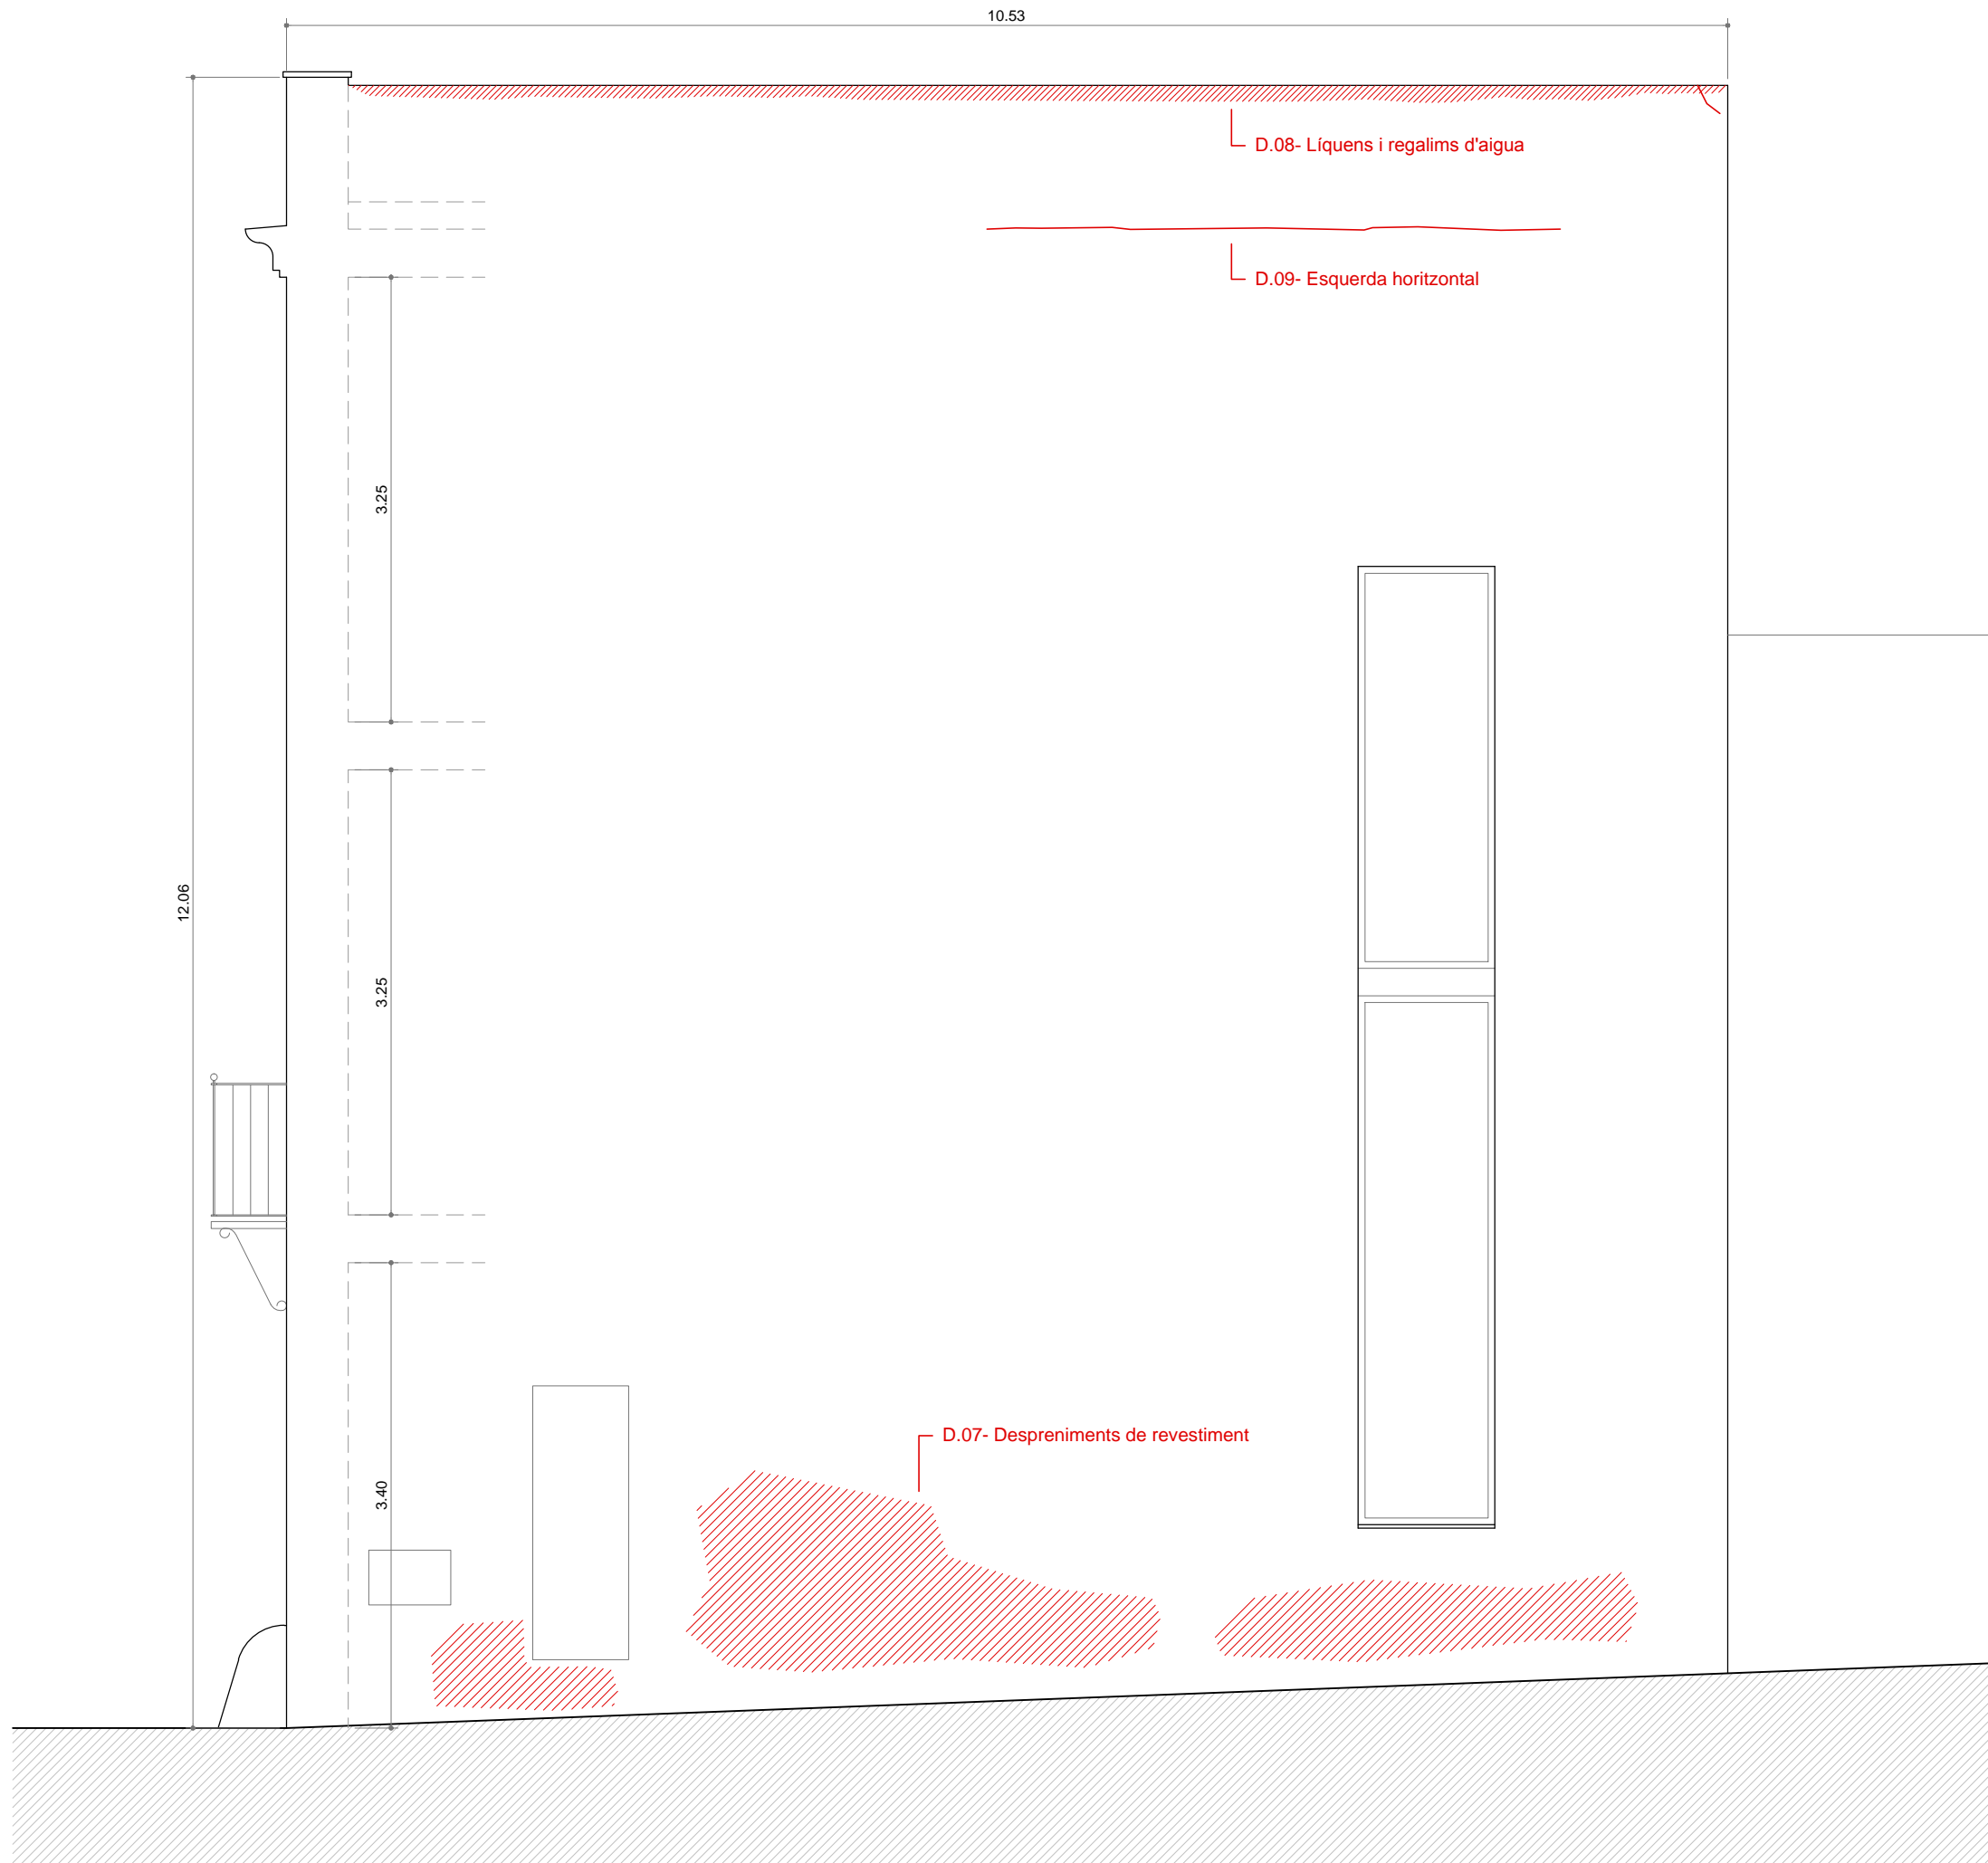 10.53
D.08- Líquens i regalims d'aigua
D.09- Esquerda horitzontal
3.25
12.06
3.25
D.07- Despreniments de revestiment
3.40